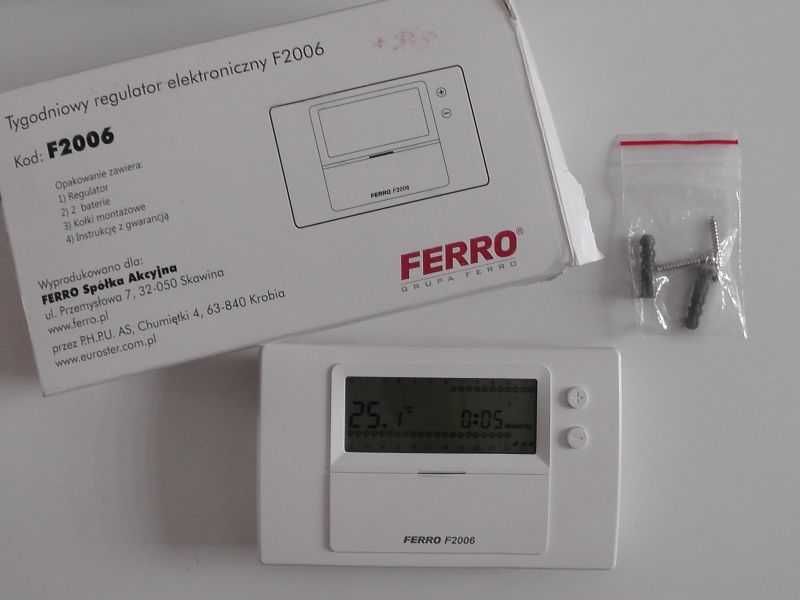 Tygodniowy regulator elektroniczny F2006
Kod: F2006
Opakowanie zawiera:
1) Regulator
2) 2 baterie
3) Kołki montażowe
4) Instrukcję z gwarancją
Wyprodukowano dla:
FERRO Spółka Akcyjna
ul. Przemysłowa 7, 32-050 Skawina
www.ferro.pl
przez P.H.P.U. AS, Chumiętki 4, 63-840 Krobia
www.euroster.com.pl
+
-
FERRO F2006
FERRO®
GRUPA FERRO
25.1°C
0:05
+
-
FERRO F2006